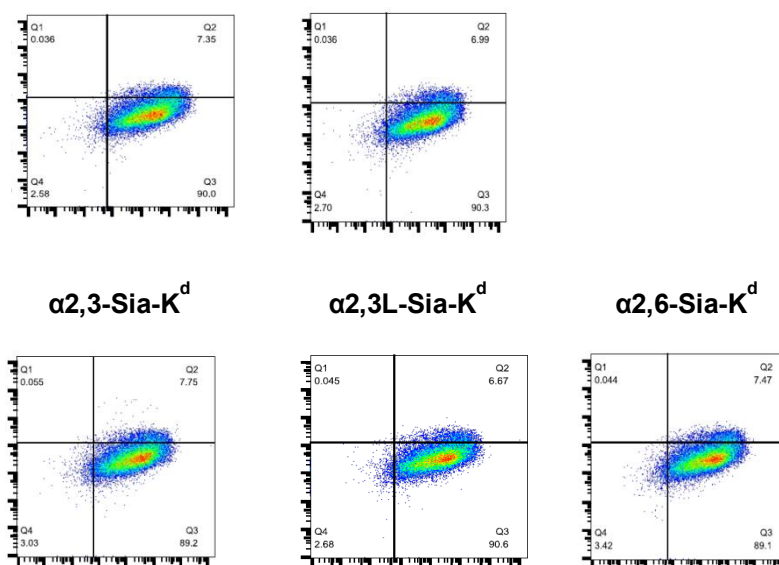 Q1 Q2
0.036 7.35
Q4 Q3
2.58 90.0
Q1 Q2
0.036 6.99
Q4 Q3
2.70 90.3
α2,3-Sia-Kᵈ α2,3L-Sia-Kᵈ α2,6-Sia-Kᵈ
Q1 Q2
0.055 7.75
Q4 Q3
3.03 89.2
Q1 Q2
0.045 6.67
Q4 Q3
2.68 90.6
Q1 Q2
0.044 7.47
Q4 Q3
3.42 89.1